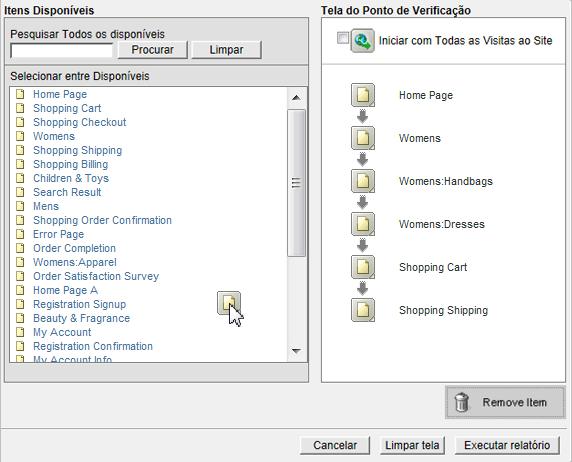 Itens Disponíveis
Pesquisar Todos os disponíveis
Procurar
Limpar
Selecionar entre Disponíveis
Home Page
Shopping Cart
Shopping Checkout
Womens
Shopping Shipping
Shopping Billing
Children & Toys
Search Result
Mens
Shopping Order Confirmation
Error Page
Order Completion
Womens:Apparel
Order Satisfaction Survey
Home Page A
Registration Signup
Beauty & Fragrance
My Account
Registration Confirmation
My Account Info
Tela do Ponto de Verificação
Iniciar com Todas as Visitas ao Site
Home Page
Womens
Womens:Handbags
Womens:Dresses
Shopping Cart
Shopping Shipping
Remove Item
Cancelar
Limpar tela
Executar relatório